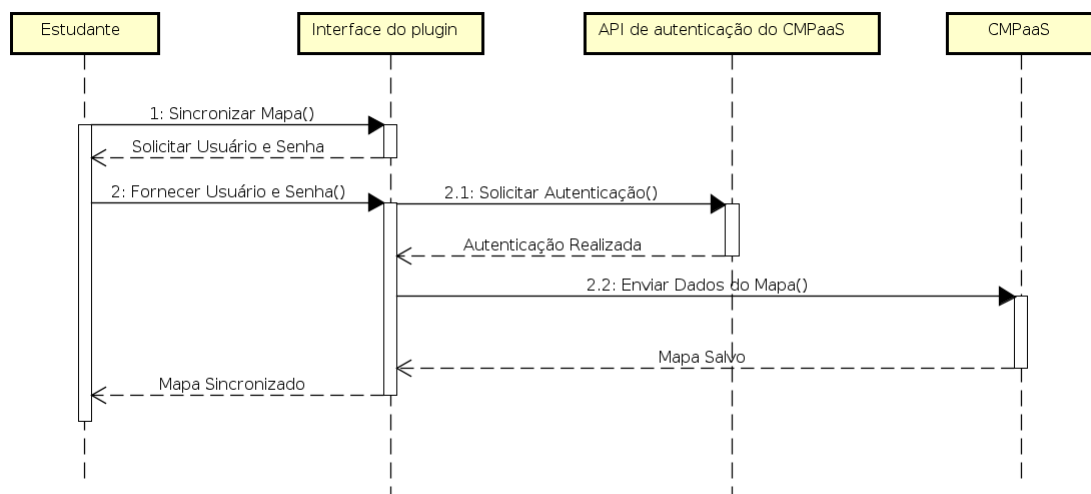 Estudante
Interface do plugin
API de autenticação do CMPaaS
CMPaaS
1: Sincronizar Mapa()
Solicitar Usuário e Senha
2: Fornecer Usuário e Senha()
2.1: Solicitar Autenticação()
Autenticação Realizada
2.2: Enviar Dados do Mapa()
Mapa Salvo
Mapa Sincronizado